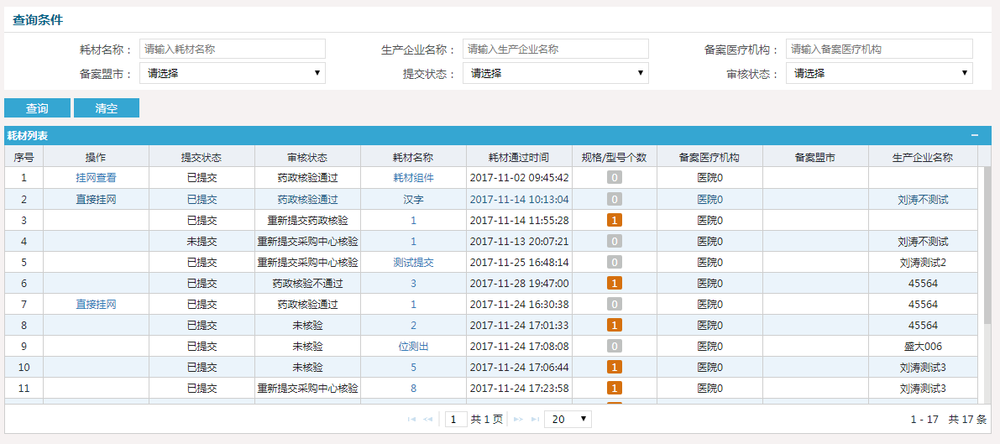 查询条件
耗材名称： 请输入耗材名称 生产企业名称： 请输入生产企业名称 备案医疗机构： 请输入备案医疗机构
备案盟市： 请选择 提交状态： 请选择 审核状态： 请选择
查询 清空
耗材列表
序号 操作 提交状态 审核状态 耗材名称 耗材通过时间 规格/型号个数 备案医疗机构 备案盟市 生产企业名称
1 挂网查看 已提交 药政核验通过 耗材组件 2017-11-02 09:45:42 0 医院0
2 直接挂网 已提交 药政核验通过 汉字 2017-11-14 10:13:04 0 医院0 刘涛不测试
3 已提交 重新提交药政核验 1 2017-11-14 11:55:28 1 医院0
4 未提交 重新提交采购中心核验 1 2017-11-13 20:07:21 0 医院0 刘涛不测试
5 已提交 重新提交采购中心核验 测试提交 2017-11-25 16:48:14 0 医院0 刘涛测试2
6 已提交 药政核验不通过 3 2017-11-28 19:47:00 1 医院0 45564
7 直接挂网 已提交 药政核验通过 1 2017-11-24 16:30:38 0 医院0 45564
8 已提交 未核验 2 2017-11-24 17:01:33 1 医院0 45564
9 已提交 未核验 位测出 2017-11-24 17:08:08 0 医院0 盛大006
10 已提交 未核验 5 2017-11-24 17:06:44 1 医院0 刘涛测试3
11 已提交 重新提交采购中心核验 8 2017-11-24 17:23:58 1 医院0 刘涛测试3
1 共 1 页 20 1 - 17 共 17 条